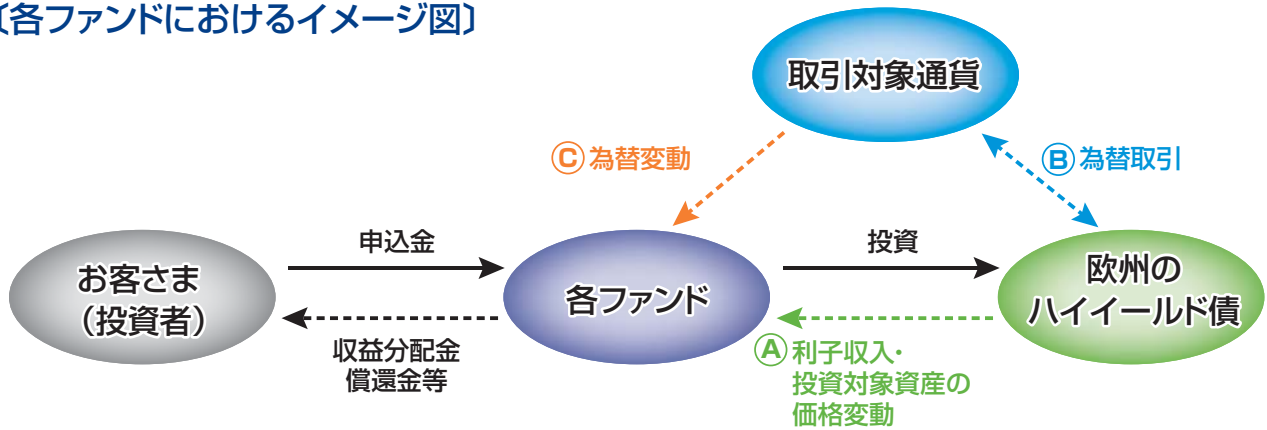 〔各ファンドにおけるイメージ図〕
取引対象通貨
Ⓒ為替変動
Ⓑ為替取引
申込金
投資
お客さま
（投資者）
各ファンド
欧州の
ハイイールド債
収益分配金
償還金等
Ⓐ利子収入・
投資対象資産の
価格変動